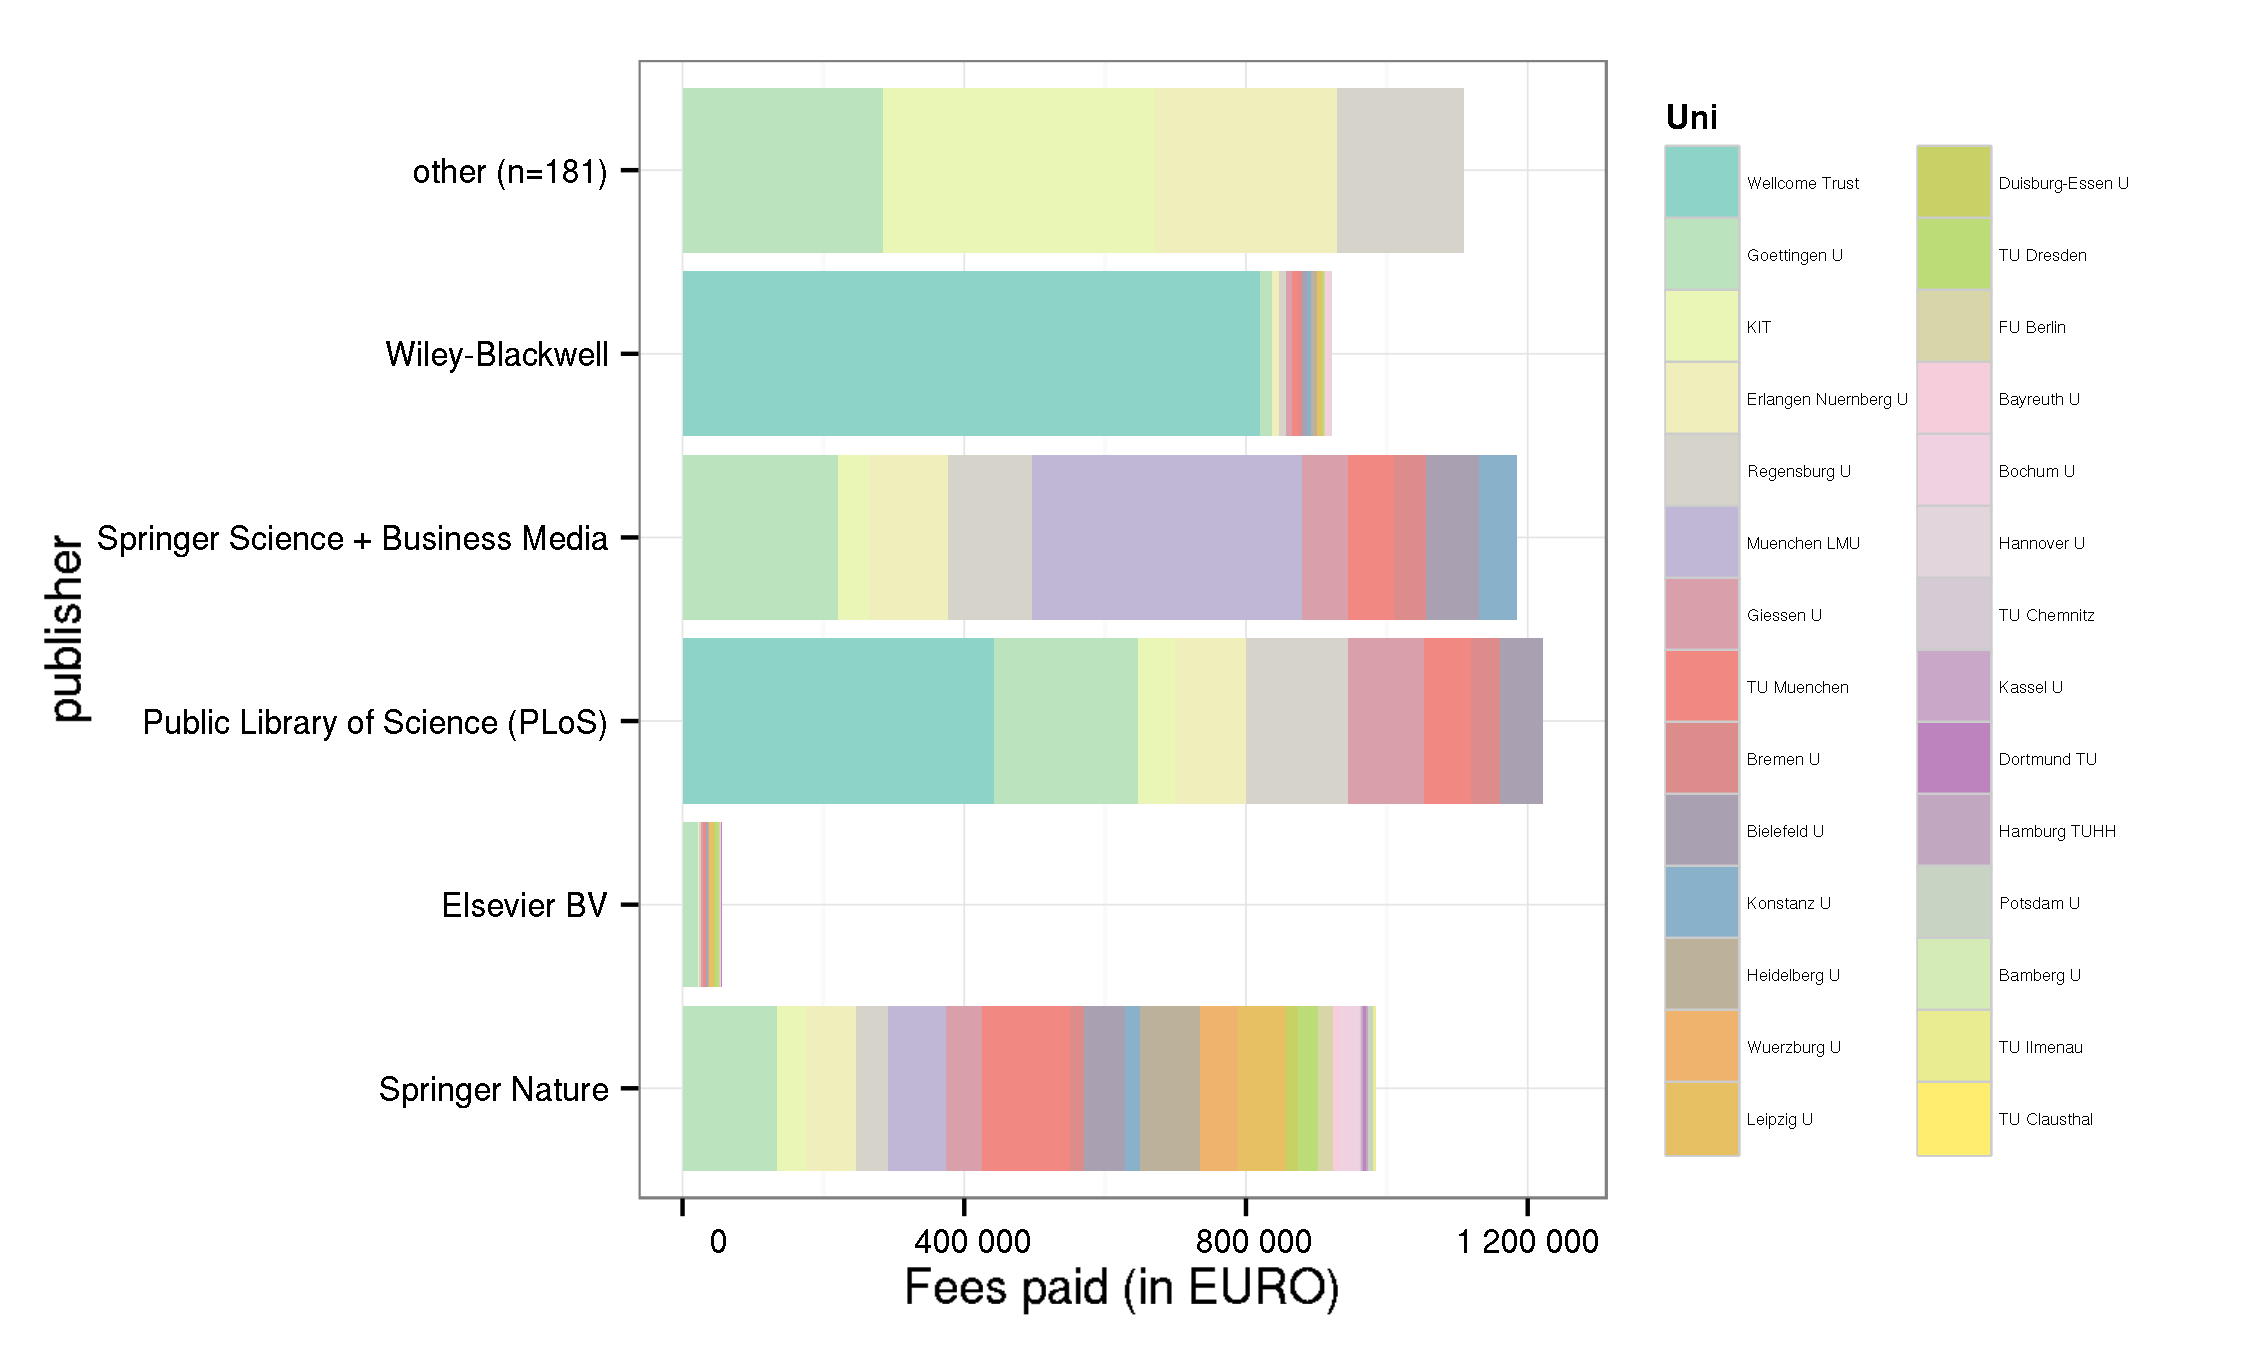 other (n=181)
Wiley-Blackwell
Springer Science + Business Media
Public Library of Science (PLoS)
Elsevier BV
Springer Nature
publisher
0
400 000
800 000
1 200 000
Fees paid (in EURO)
Uni
Wellcome Trust
Goettingen U
KIT
Erlangen Nuernberg U
Regensburg U
Muenchen LMU
Giessen U
TU Muenchen
Bremen U
Bielefeld U
Konstanz U
Heidelberg U
Wuerzburg U
Leipzig U
Duisburg-Essen U
TU Dresden
FU Berlin
Bayreuth U
Bochum U
Hannover U
TU Chemnitz
Kassel U
Dortmund TU
Hamburg TUHH
Potsdam U
Bamberg U
TU Ilmenau
TU Clausthal